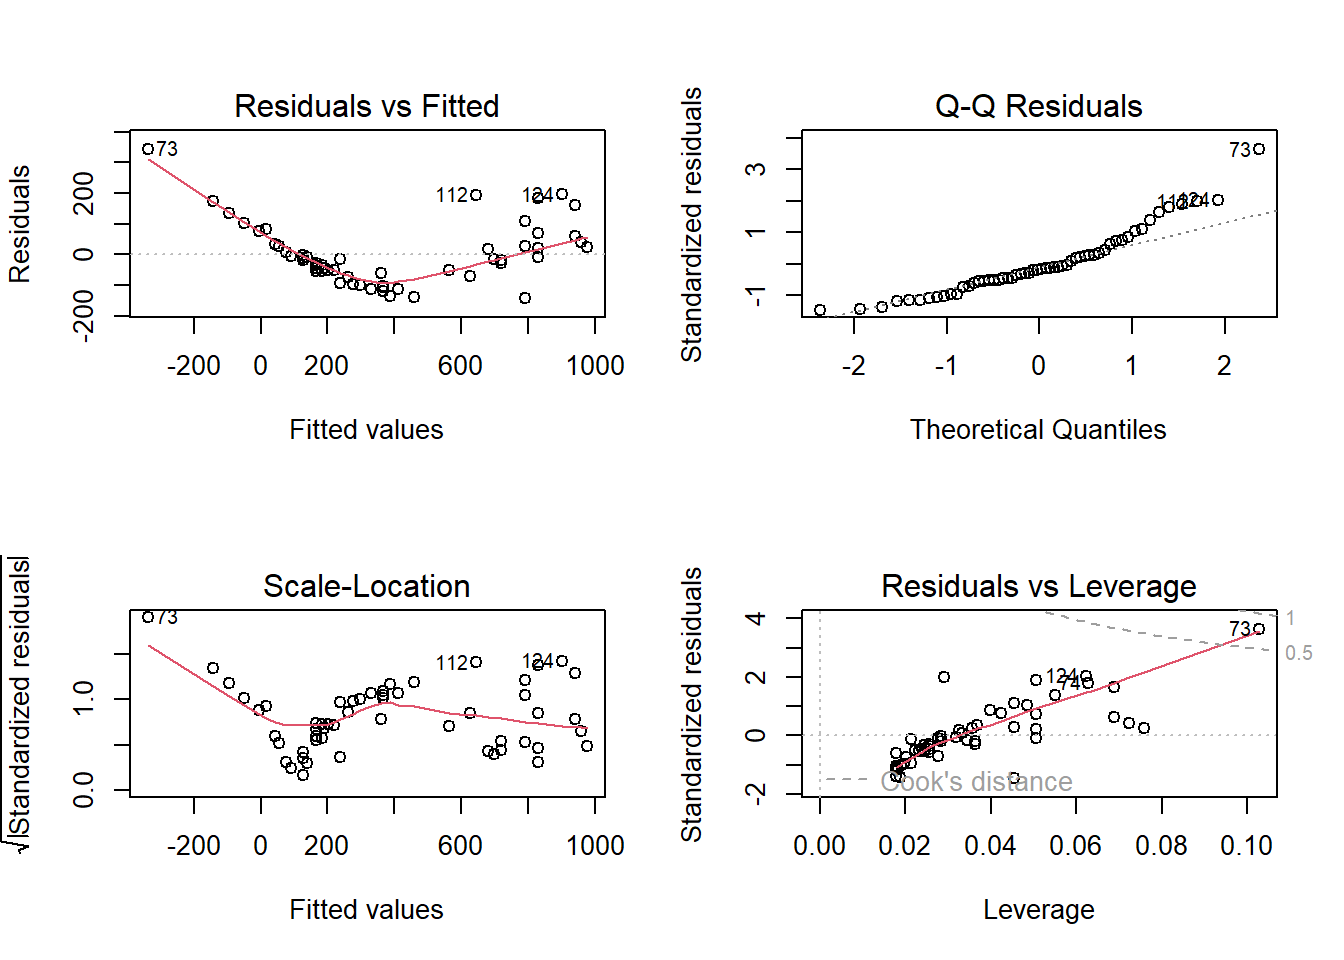 Residuals vs Fitted
Residuals
-200 0 200
73
112
124
-200 0 200 600 1000
Fitted values
Q-Q Residuals
Standardized residuals
-1 1 3
73
124
-2 -1 0 1 2
Theoretical Quantiles
Scale-Location
√|Standardized residuals|
0.0 1.0
73
112
124
-200 0 200 600 1000
Fitted values
Residuals vs Leverage
Standardized residuals
-2 0 2 4
73
124
74
1
0.5
Cook's distance
0.00 0.02 0.04 0.06 0.08 0.10
Leverage